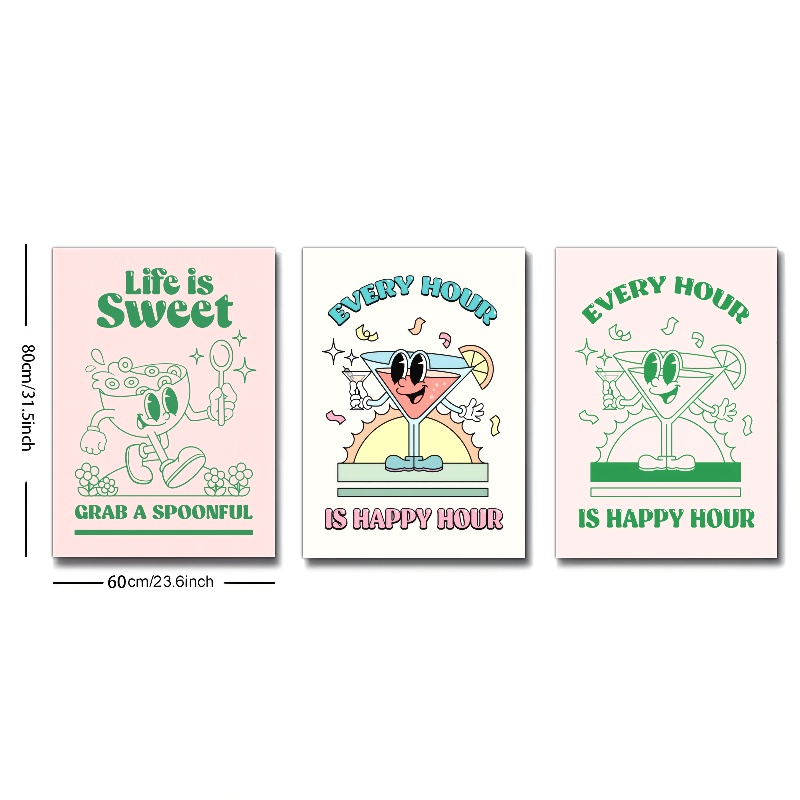 Life is
Sweet
GRAB A SPOONFUL
EVERY HOUR
IS HAPPY HOUR
EVERY HOUR
IS HAPPY HOUR
80cm/31.5inch
60cm/23.6inch